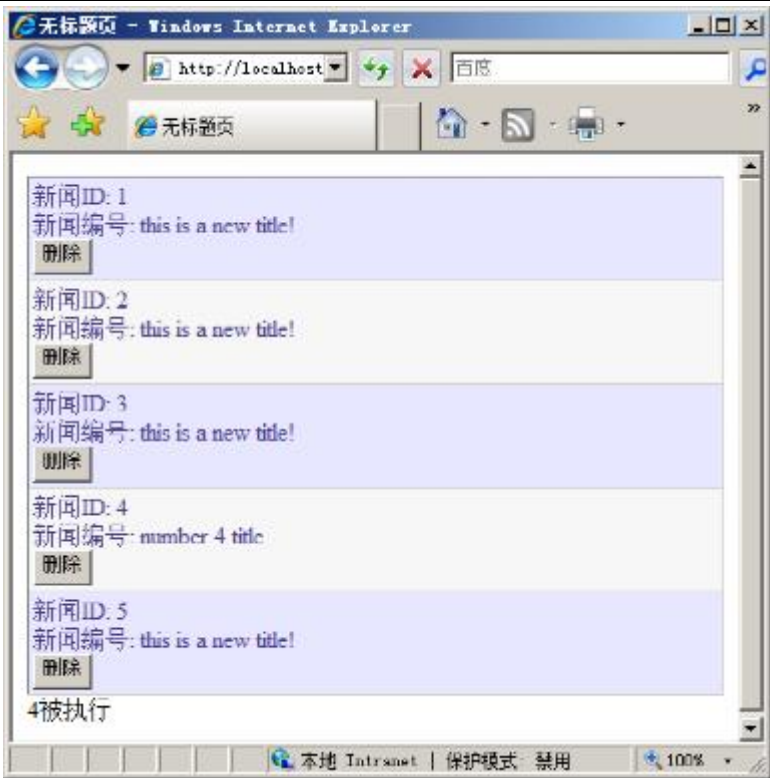 无标题页 - Windows Internet Explorer
http://localhost
百度
无标题页
»
新闻ID: 1
新闻编号: this is a new title!
删除
新闻ID: 2
新闻编号: this is a new title!
删除
新闻ID: 3
新闻编号: this is a new title!
删除
新闻ID: 4
新闻编号: number 4 title
删除
新闻ID: 5
新闻编号: this is a new title!
删除
4被执行
本地 Intranet | 保护模式: 禁用
100%